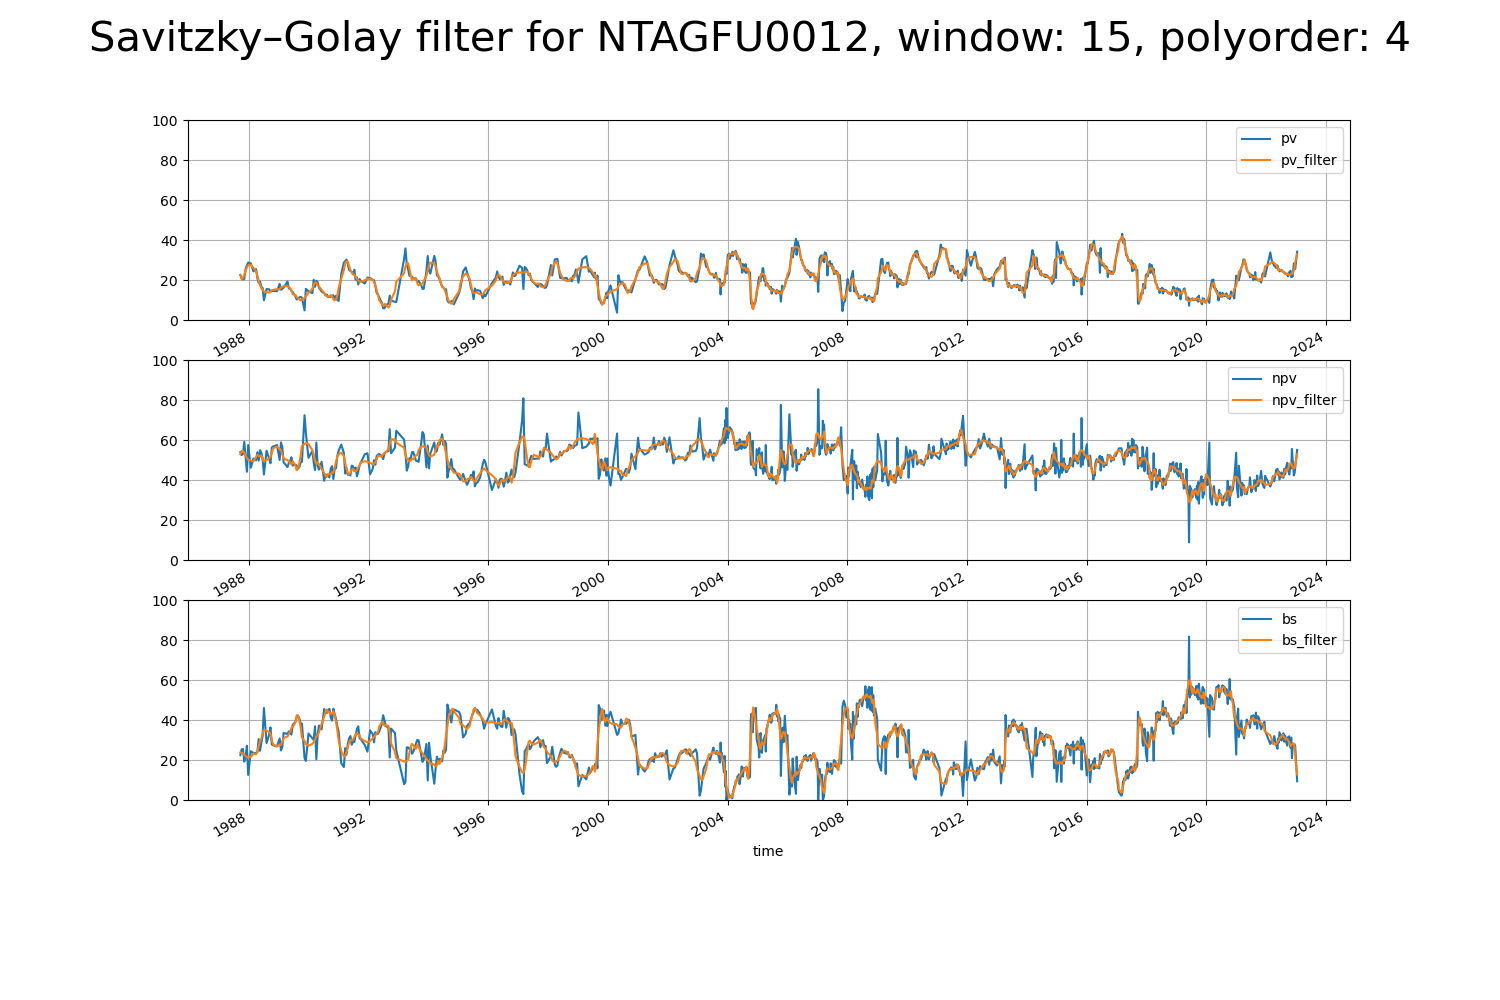 Savitzky–Golay filter for NTAGFU0012, window: 15, polyorder: 4
100
80
60
40
20
0
pv
pv_filter
1988 1992 1996 2000 2004 2008 2012 2016 2020 2024
100
80
60
40
20
0
npv
npv_filter
1988 1992 1996 2000 2004 2008 2012 2016 2020 2024
100
80
60
40
20
0
bs
bs_filter
1988 1992 1996 2000 2004 2008 2012 2016 2020 2024
time